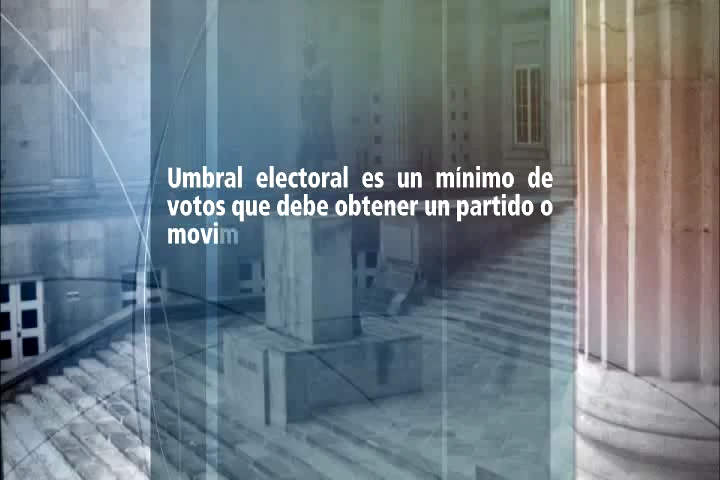 Umbral electoral es un mínimo de
votos que debe obtener un partido o
movim